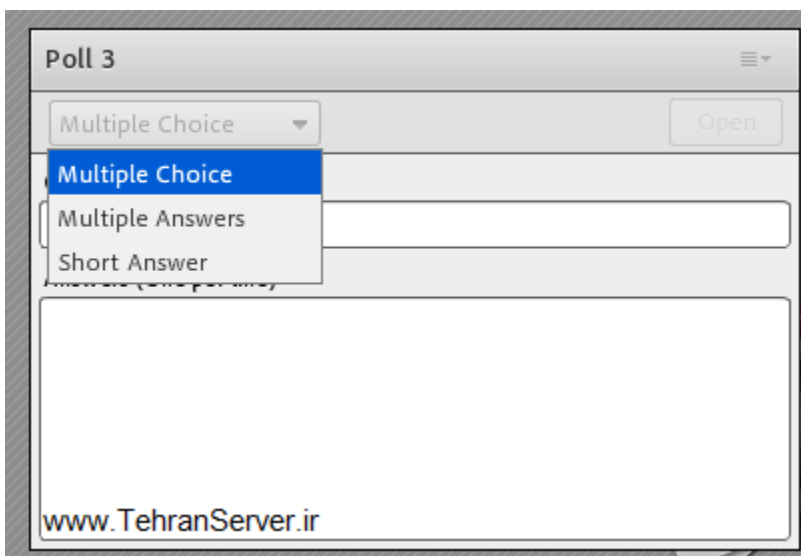 Poll 3
Multiple Choice
Open
Multiple Choice
Multiple Answers
Short Answer
www.TehranServer.ir